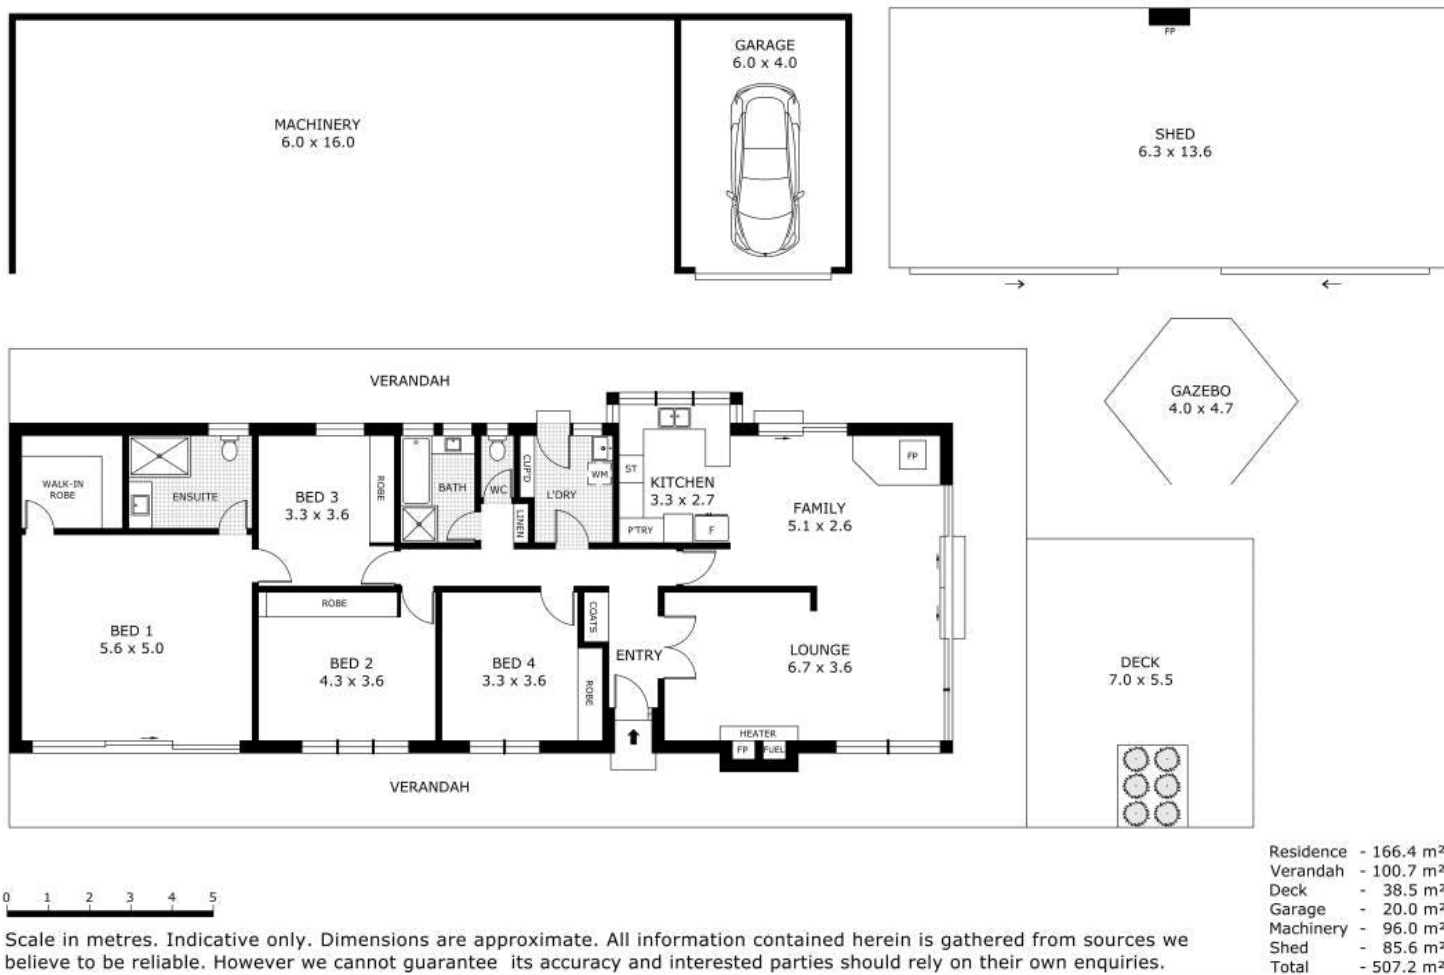 GARAGE
6.0 x 4.0
FP
MACHINERY
6.0 x 16.0
SHED
6.3 x 13.6
VERANDAH
GAZEBO
4.0 x 4.7
WALK-IN
ROBE
ENSUITE
BED 3
3.3 x 3.6
ROBE
BATH
WC
CUP'D
LINEN
L'DRY
WM
ST
KITCHEN
3.3 x 2.7
P'TRY
F
FAMILY
5.1 x 2.6
FP
BED 1
5.6 x 5.0
ROBE
BED 2
4.3 x 3.6
BED 4
3.3 x 3.6
COATS
ROBE
ENTRY
LOUNGE
6.7 x 3.6
HEATER
FP
FUEL
DECK
7.0 x 5.5
VERANDAH
Residence - 166.4 m²
Verandah - 100.7 m²
Deck - 38.5 m²
Garage - 20.0 m²
Machinery - 96.0 m²
Shed - 85.6 m²
Total - 507.2 m²
0 1 2 3 4 5
Scale in metres. Indicative only. Dimensions are approximate. All information contained herein is gathered from sources we
believe to be reliable. However we cannot guarantee its accuracy and interested parties should rely on their own enquiries.